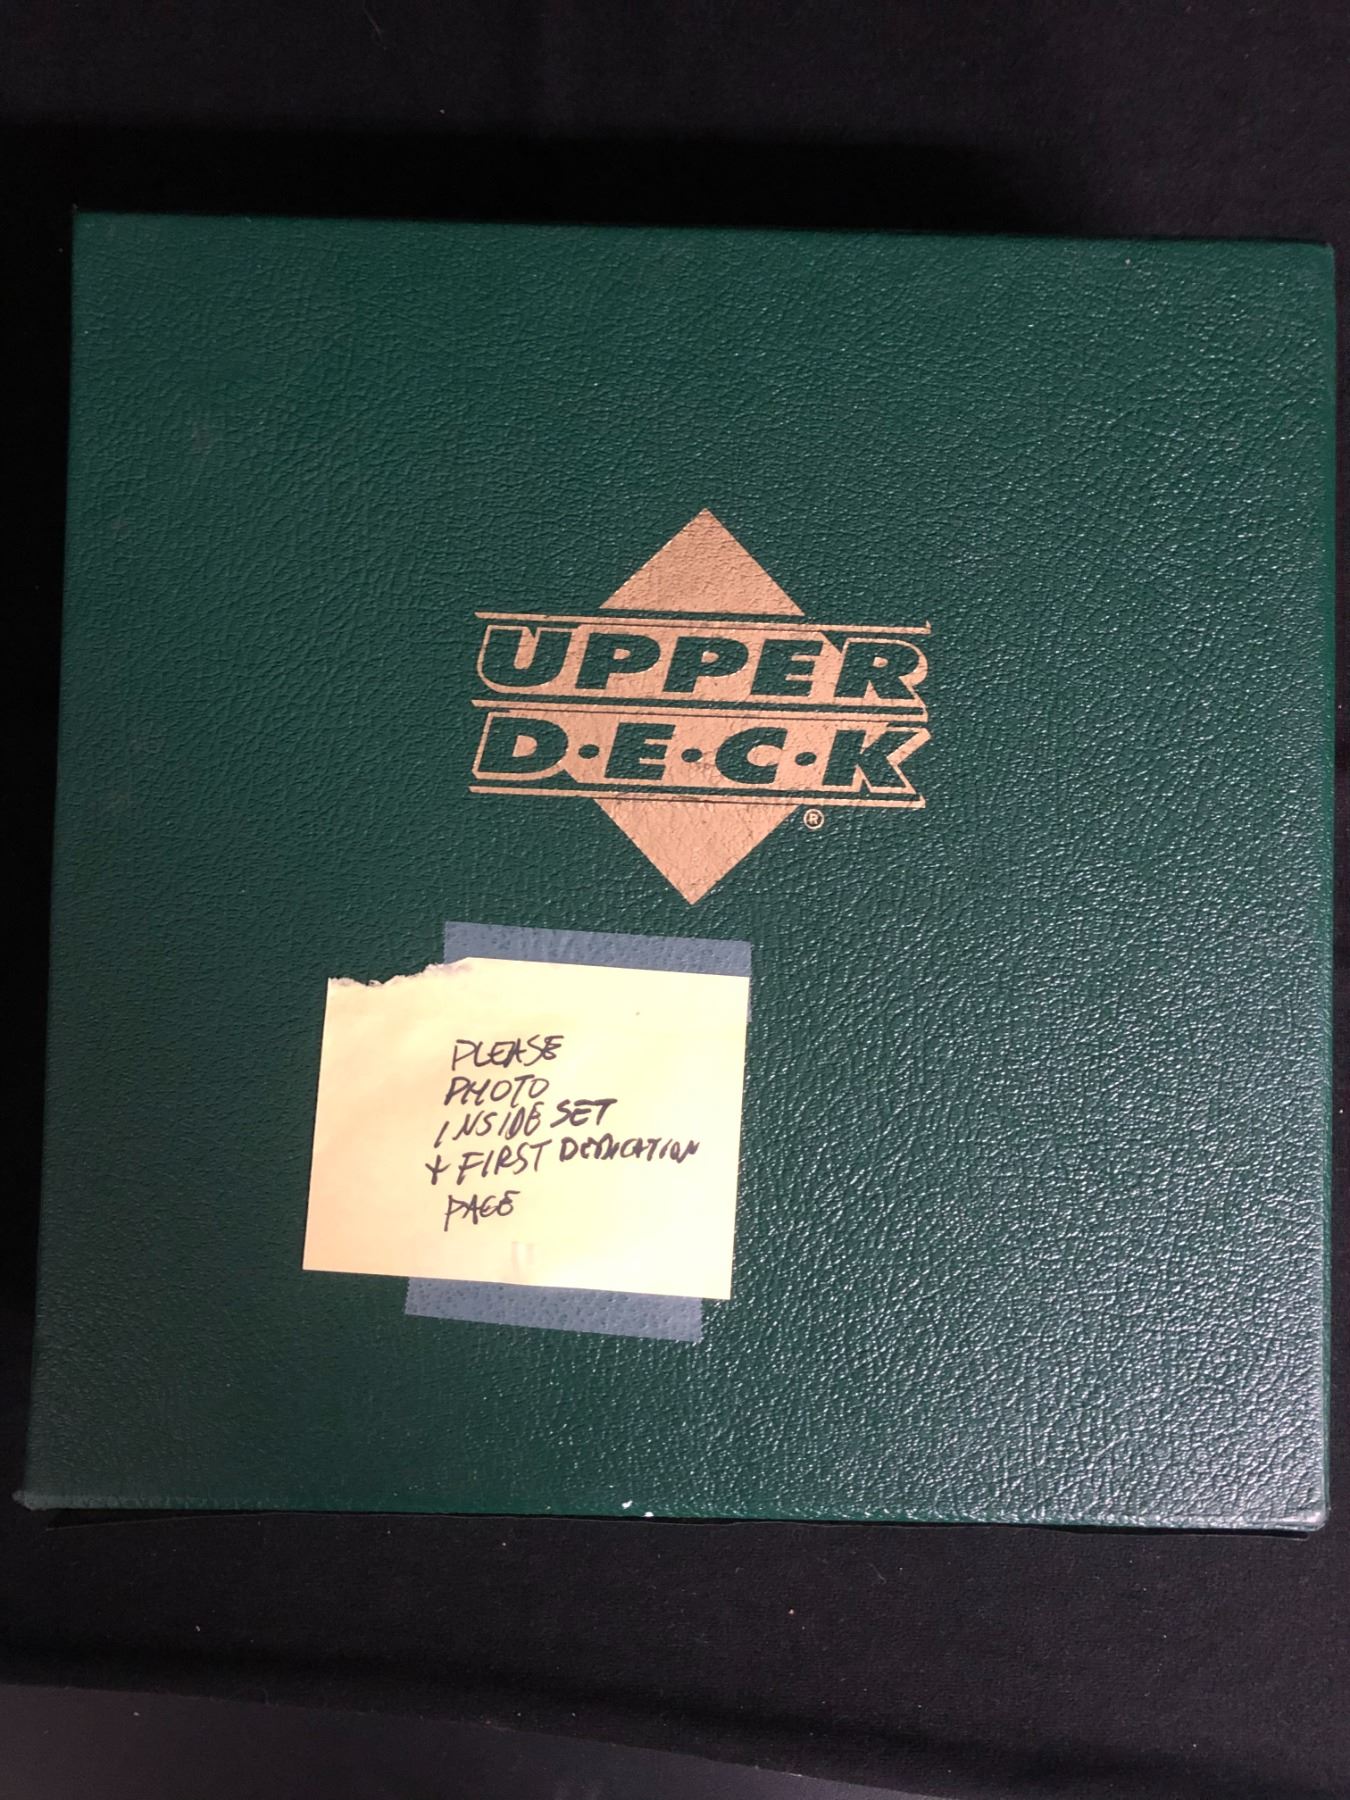 UPPER
D·E·C·K
®
PLEASE
PHOTO
INSIDE SET
+ FIRST DEDICATION
PAGE